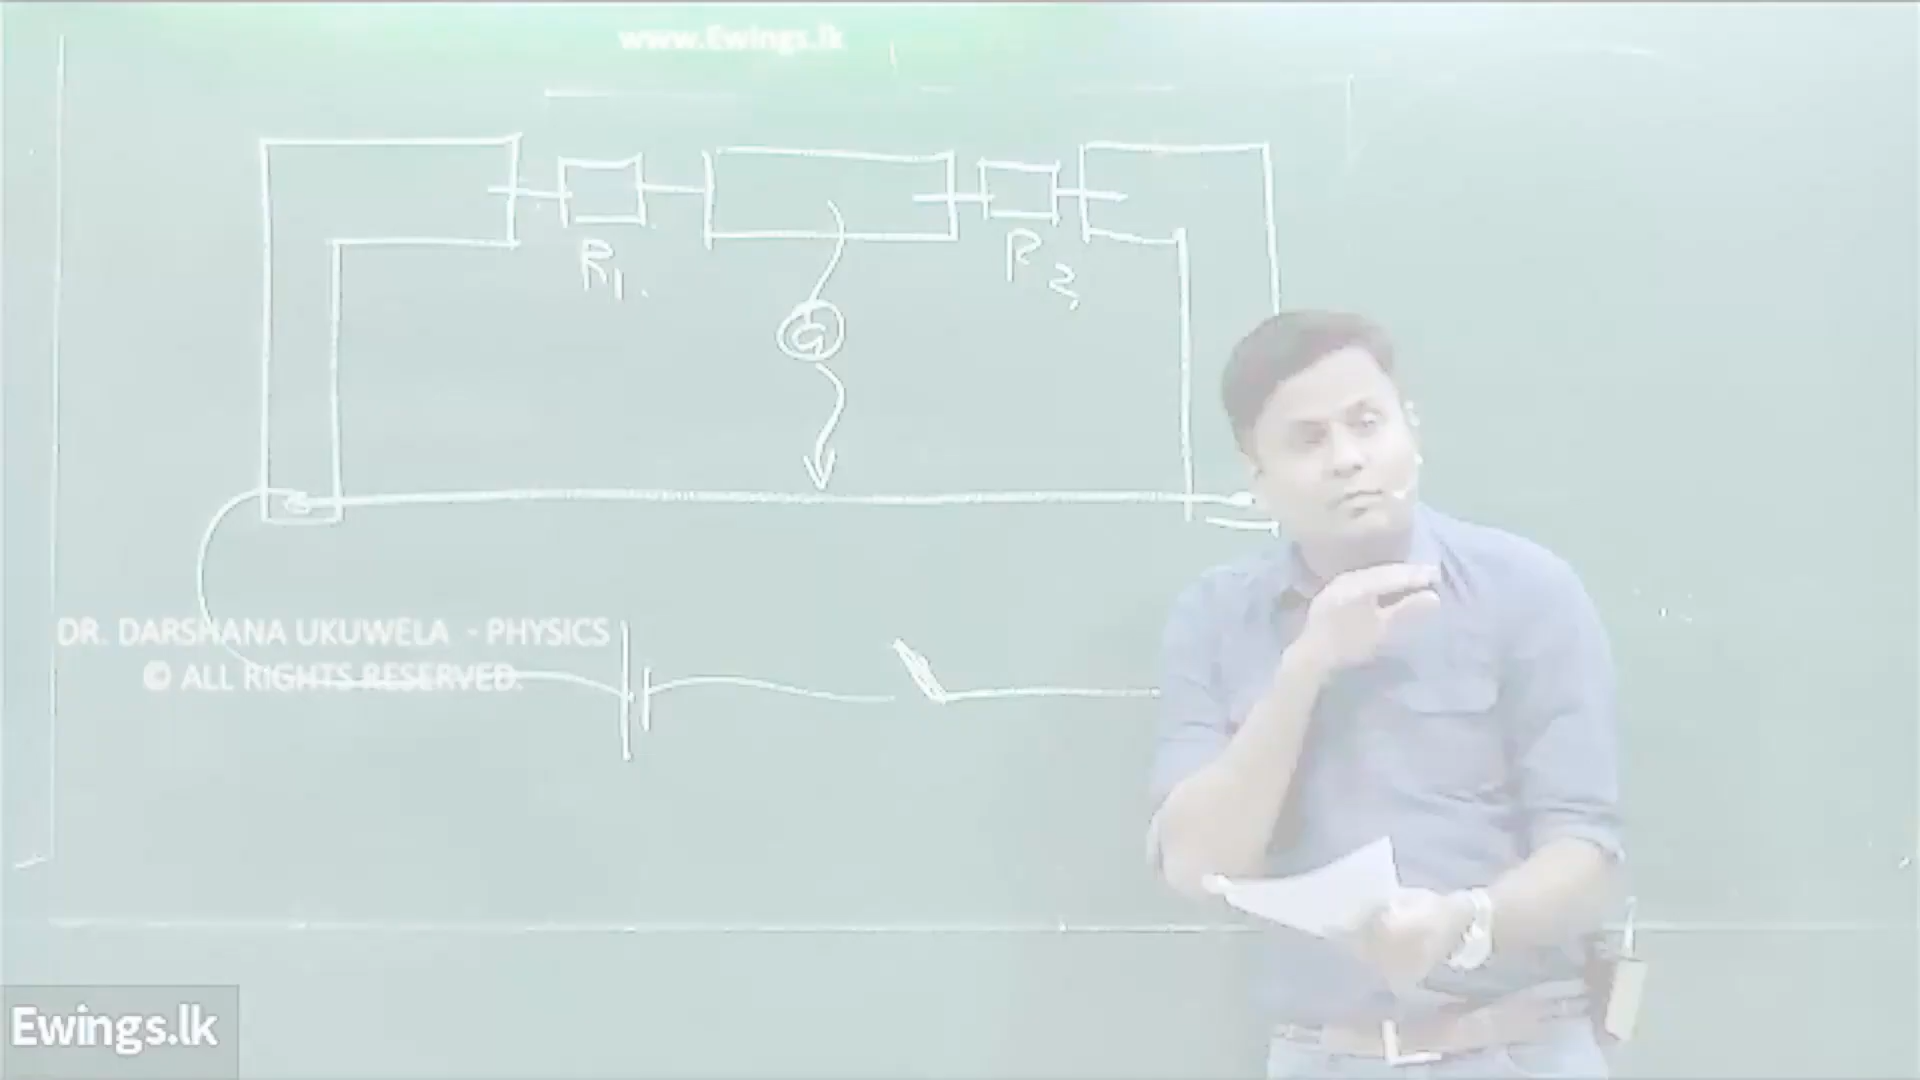 www.Ewings.lk
R1
R2
G
DR. DARSHANA UKUWELA - PHYSICS
© ALL RIGHTS RESERVED.
Ewings.lk